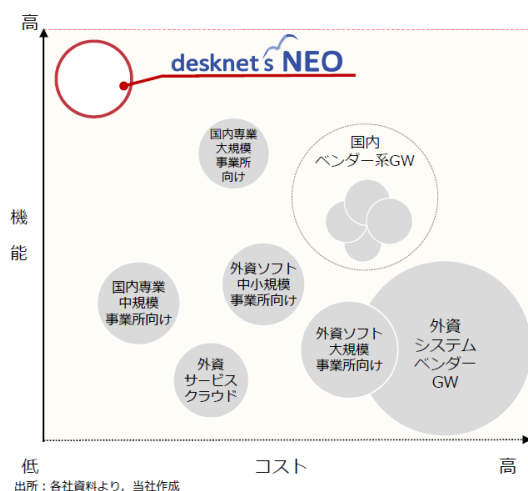 高
desknet's NEO
国内専業
大規模
事業所
向け
国内
ベンダー系GW
機
能
国内専業
中規模
事業所向け
外資ソフト
中小規模
事業所向け
外資ソフト
大規模
事業所向け
外資
システム
ベンダー
GW
外資
サービス
クラウド
低
コスト
高
出所：各社資料より，当社作成